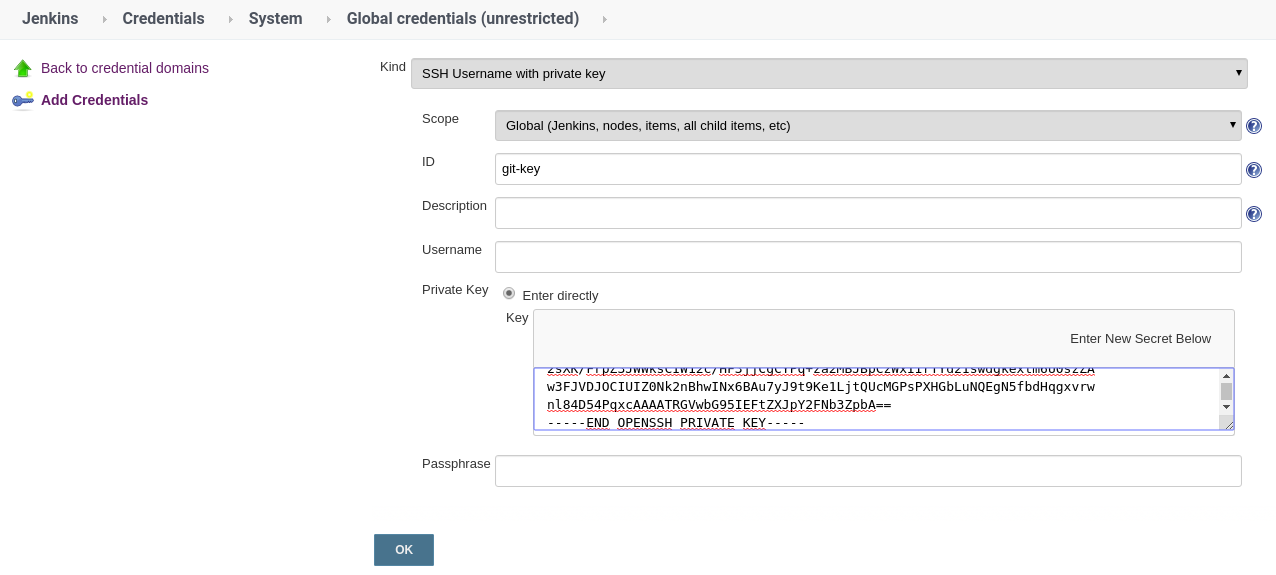 Jenkins Credentials System Global credentials (unrestricted)
Back to credential domains
Add Credentials
Kind SSH Username with private key
Scope Global (Jenkins, nodes, items, all child items, etc)
ID git-key
Description
Username
Private Key Enter directly
Key
Enter New Secret Below
w3FJVDJOCIUIZ0Nk2nBhwINx6BAu7yJ9t9Ke1LjtQUcMGPsPXHGbLuNQEgN5fbdHqgxvrw
nl84D54PqxcAAAATRGVwbG95IEFtZXJpY2FNb3ZpbA==
-----END OPENSSH PRIVATE KEY-----
Passphrase
OK